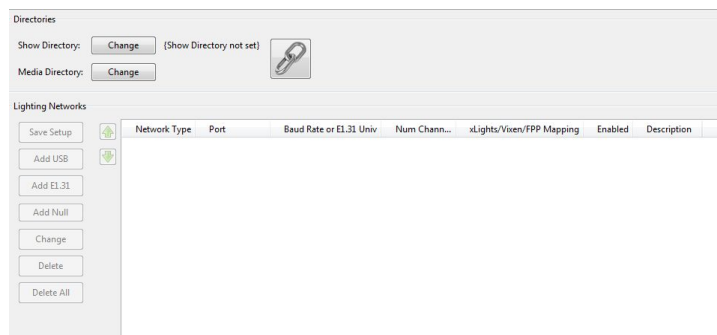 Directories
Show Directory: Change {Show Directory not set}
Media Directory: Change
Lighting Networks
Save Setup Network Type Port Baud Rate or E1.31 Univ Num Chann... xLights/Vixen/FPP Mapping Enabled Description
Add USB
Add E1.31
Add Null
Change
Delete
Delete All